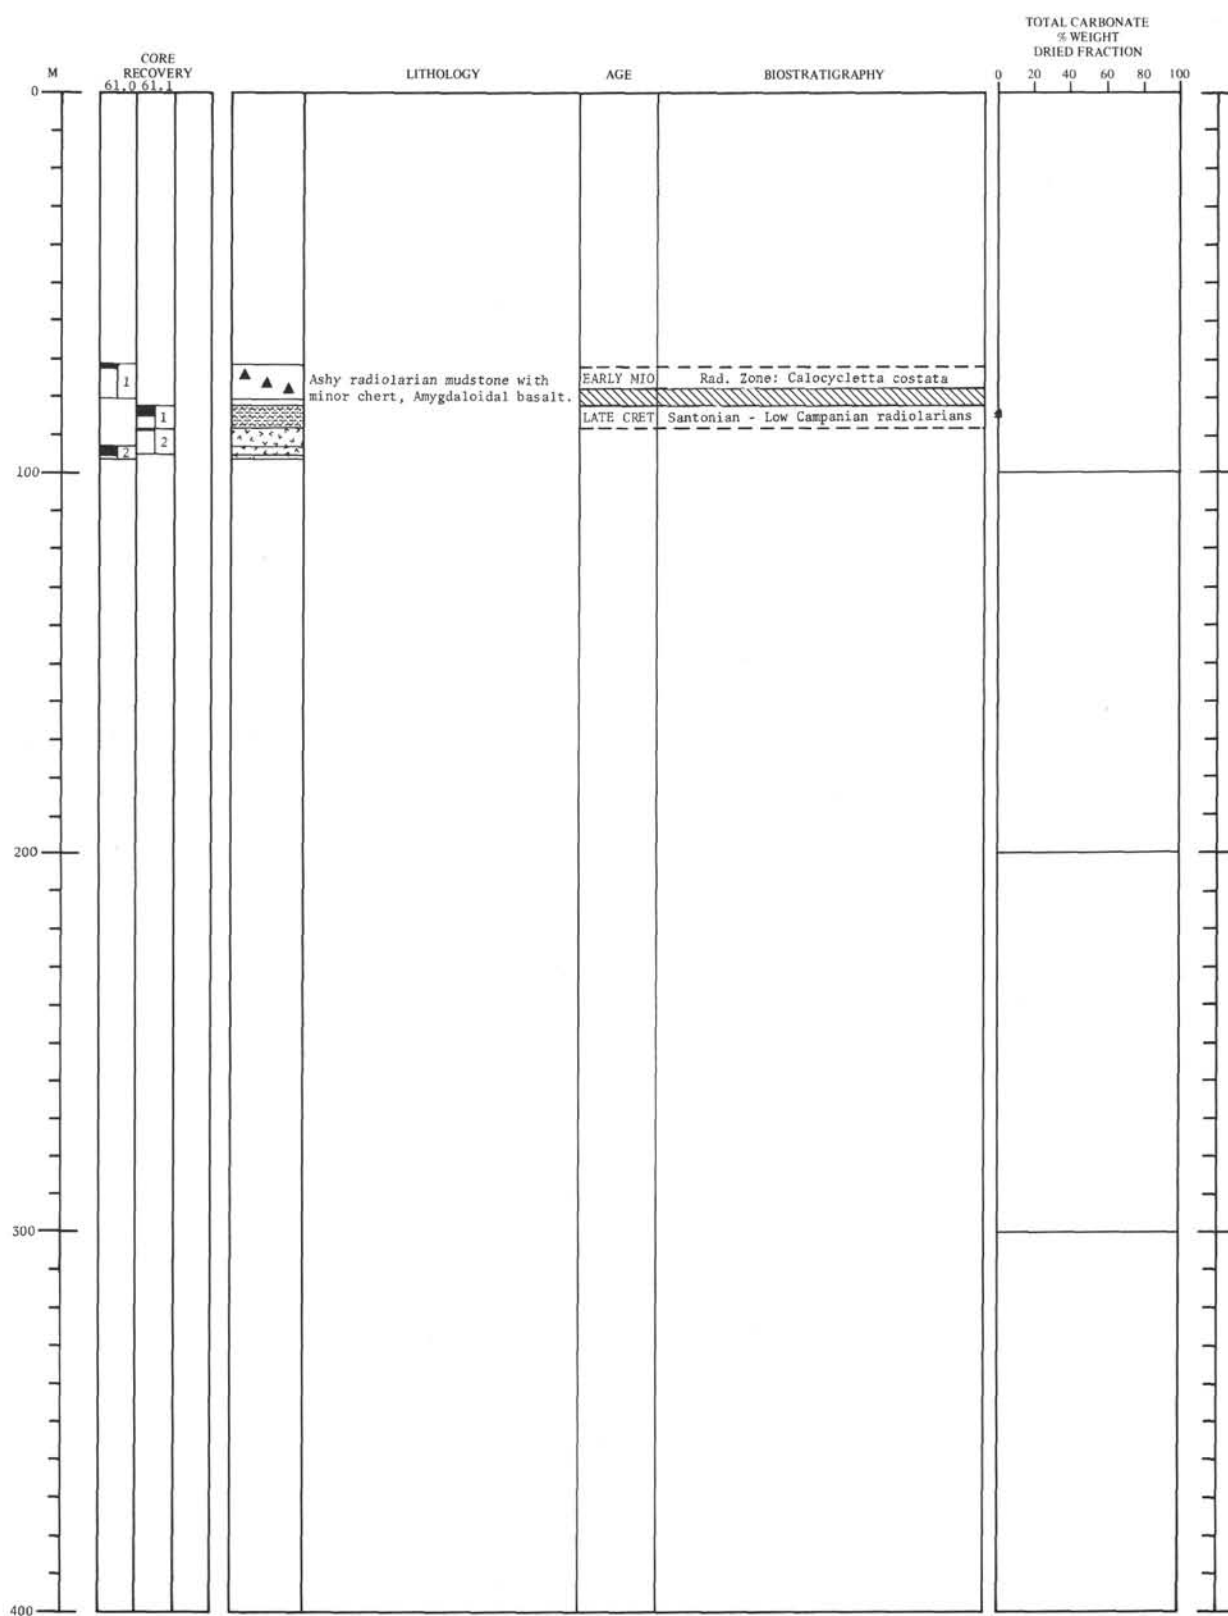 TOTAL CARBONATE
% WEIGHT
DRIED FRACTION
CORE
RECOVERY
M
LITHOLOGY
AGE
BIOSTRATIGRAPHY
61.0 61.1
0 20 40 60 80 100
0
Ashy radiolarian mudstone with
minor chert, Amygdaloidal basalt.
1
EARLY MIO
Rad. Zone: Calocycletta costata
1
LATE CRET
Santonian - Low Campanian radiolarians
2
2
100
200
300
400